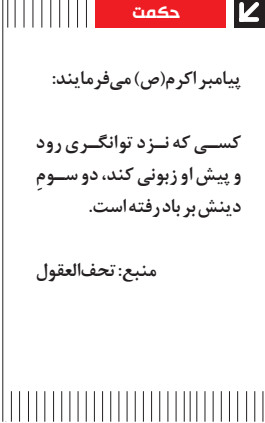 حکمت
پیامبر اکرم(ص) می‌فرمایند:
کسی که نزد توانگری رود
و پیش او زبونی کند، دو سومِ
دینش بر باد رفته است.
منبع: تحف‌العقول